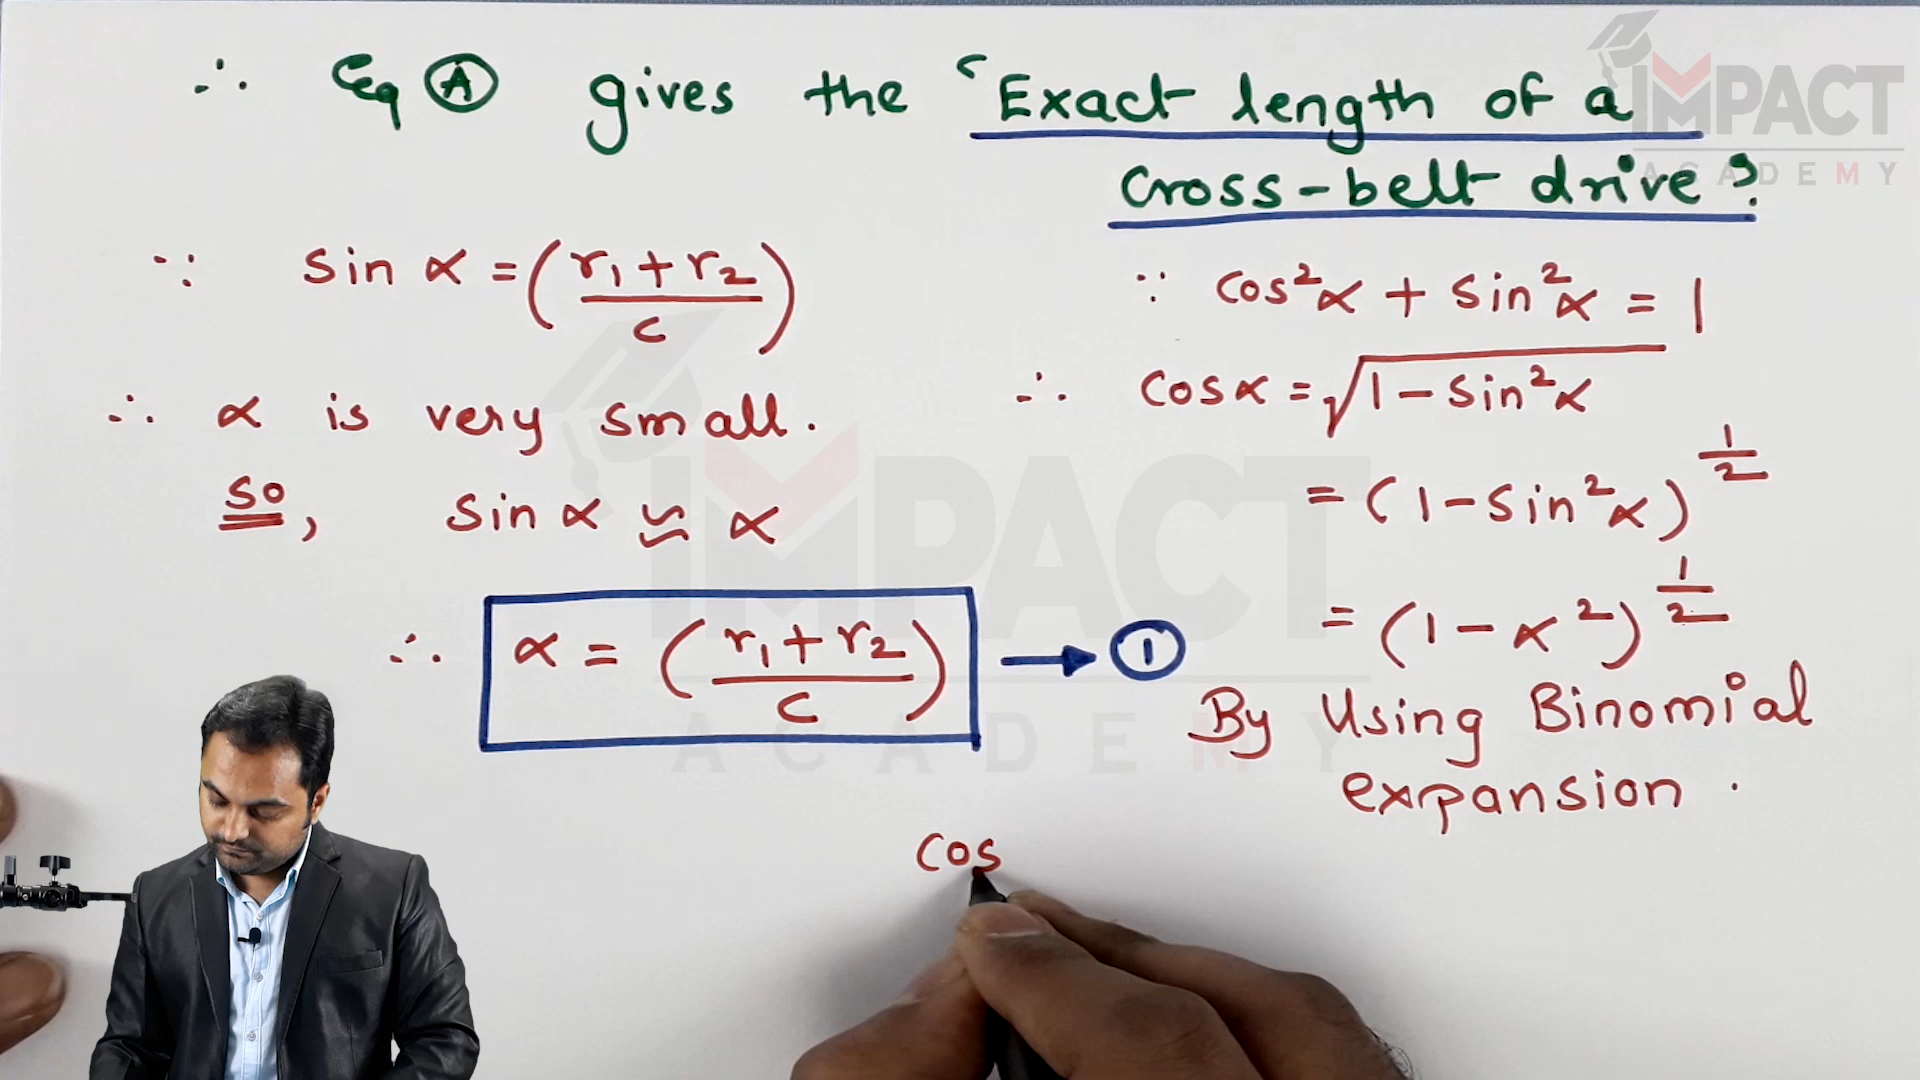 ∴ Eq Ⓐ gives the ‘Exact length of a
cross-belt drive’
∵ sin α = (r₁ + r₂ / c)
∴ α is very small.
So, sin α ≈ α
∴ α = (r₁ + r₂ / c) → ①
∵ cos²α + sin²α = 1
∴ cos α = √1 - sin²α
= (1 - sin²α)^1/2
= (1 - α²)^1/2
By Using Binomial
expansion.
cos
IMPACT
ACADEMY
IMPACT
ACADEMY